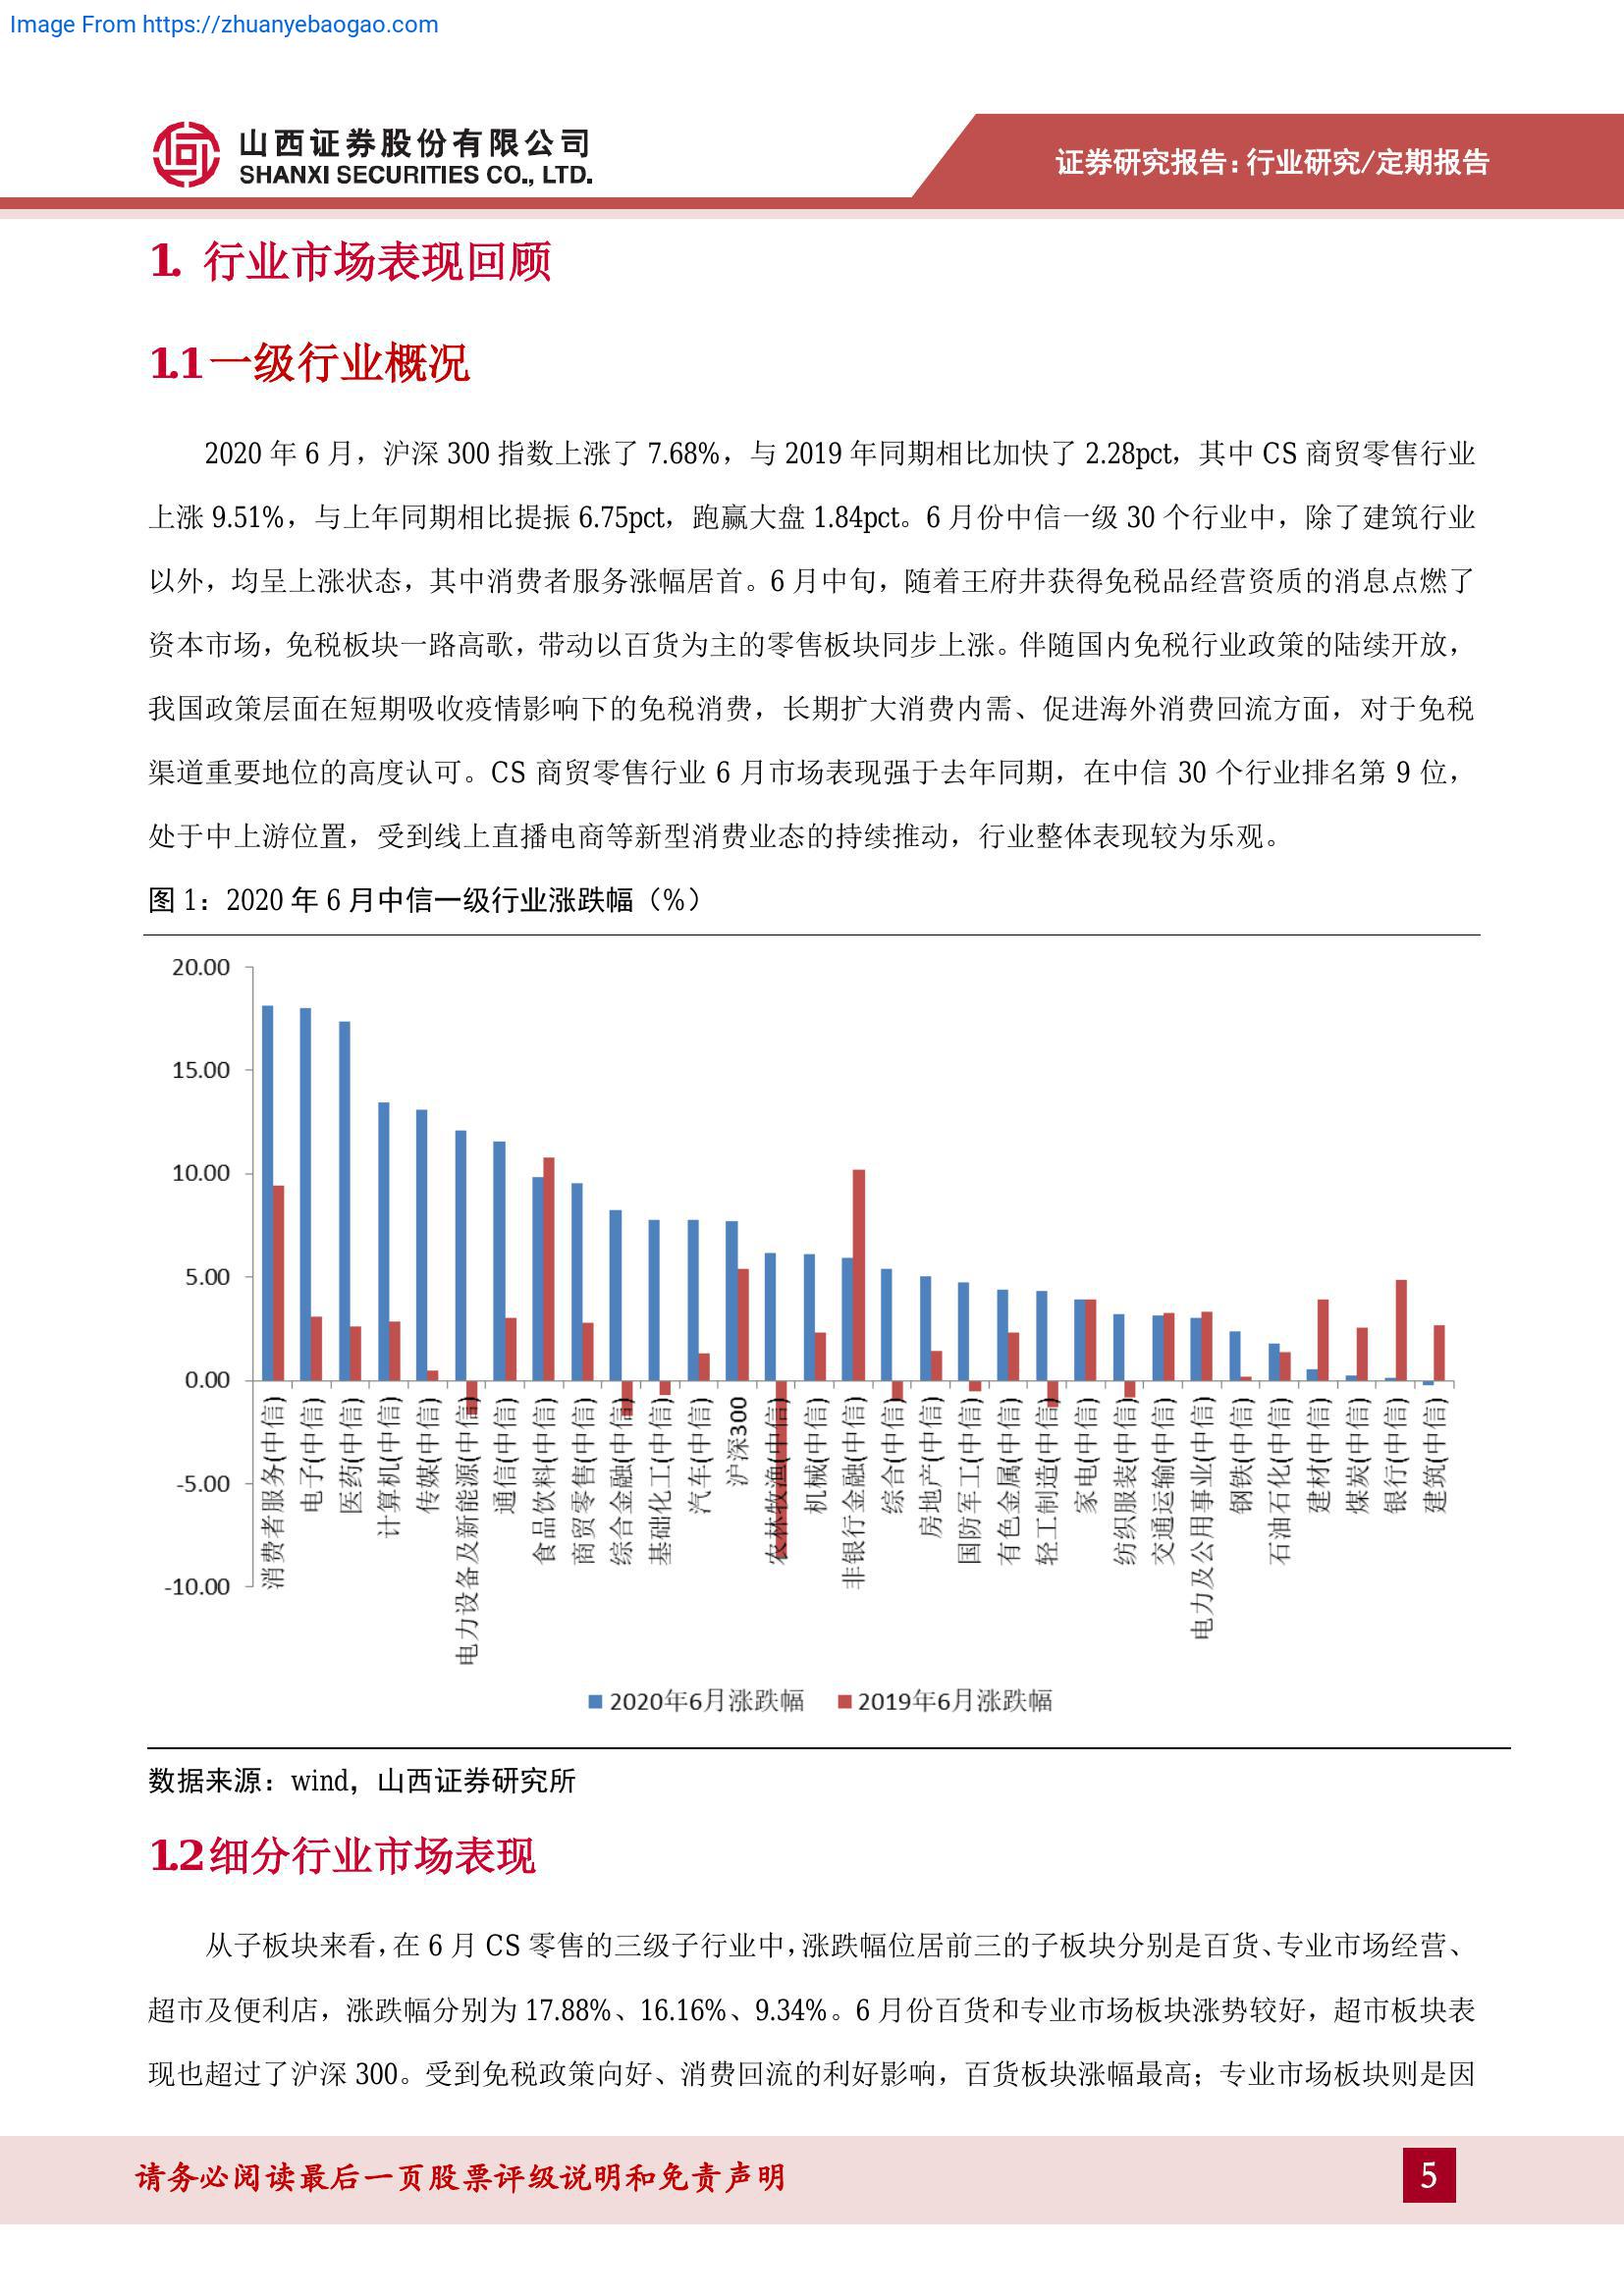 Image From https://zhuanyebaogao.com
山西证券股份有限公司
SHANXI SECURITIES CO., LTD.
证券研究报告：行业研究/定期报告
1. 行业市场表现回顾
1.1 一级行业概况
2020 年 6 月，沪深 300 指数上涨了 7.68%，与 2019 年同期相比加快了 2.28pct，其中 CS 商贸零售行业
上涨 9.51%，与上年同期相比提振 6.75pct，跑赢大盘 1.84pct。6 月份中信一级 30 个行业中，除了建筑行业
以外，均呈上涨状态，其中消费者服务涨幅居首。6 月中旬，随着王府井获得免税品经营资质的消息点燃了
资本市场，免税板块一路高歌，带动以百货为主的零售板块同步上涨。伴随国内免税行业政策的陆续开放，
我国政策层面在短期吸收疫情影响下的免税消费，长期扩大消费内需、促进海外消费回流方面，对于免税
渠道重要地位的高度认可。CS 商贸零售行业 6 月市场表现强于去年同期，在中信 30 个行业排名第 9 位，
处于中上游位置，受到线上直播电商等新型消费业态的持续推动，行业整体表现较为乐观。
图 1：2020 年 6 月中信一级行业涨跌幅（%）
20.00
15.00
10.00
5.00
0.00
-5.00
-10.00
消费者服务(中信)
电子(中信)
医药(中信)
计算机(中信)
传媒(中信)
电力设备及新能源(中信)
通信(中信)
食品饮料(中信)
商贸零售(中信)
综合金融(中信)
基础化工(中信)
汽车(中信)
沪深300
农林牧渔(中信)
机械(中信)
非银行金融(中信)
综合(中信)
房地产(中信)
国防军工(中信)
有色金属(中信)
轻工制造(中信)
家电(中信)
纺织服装(中信)
交通运输(中信)
电力及公用事业(中信)
钢铁(中信)
石油石化(中信)
建材(中信)
煤炭(中信)
银行(中信)
建筑(中信)
2020年6月涨跌幅
2019年6月涨跌幅
数据来源：wind，山西证券研究所
1.2 细分行业市场表现
从子板块来看，在 6 月 CS 零售的三级子行业中，涨跌幅位居前三的子板块分别是百货、专业市场经营、
超市及便利店，涨跌幅分别为 17.88%、16.16%、9.34%。6 月份百货和专业市场板块涨势较好，超市板块表
现也超过了沪深 300。受到免税政策向好、消费回流的利好影响，百货板块涨幅最高；专业市场板块则是因
请务必阅读最后一页股票评级说明和免责声明
5